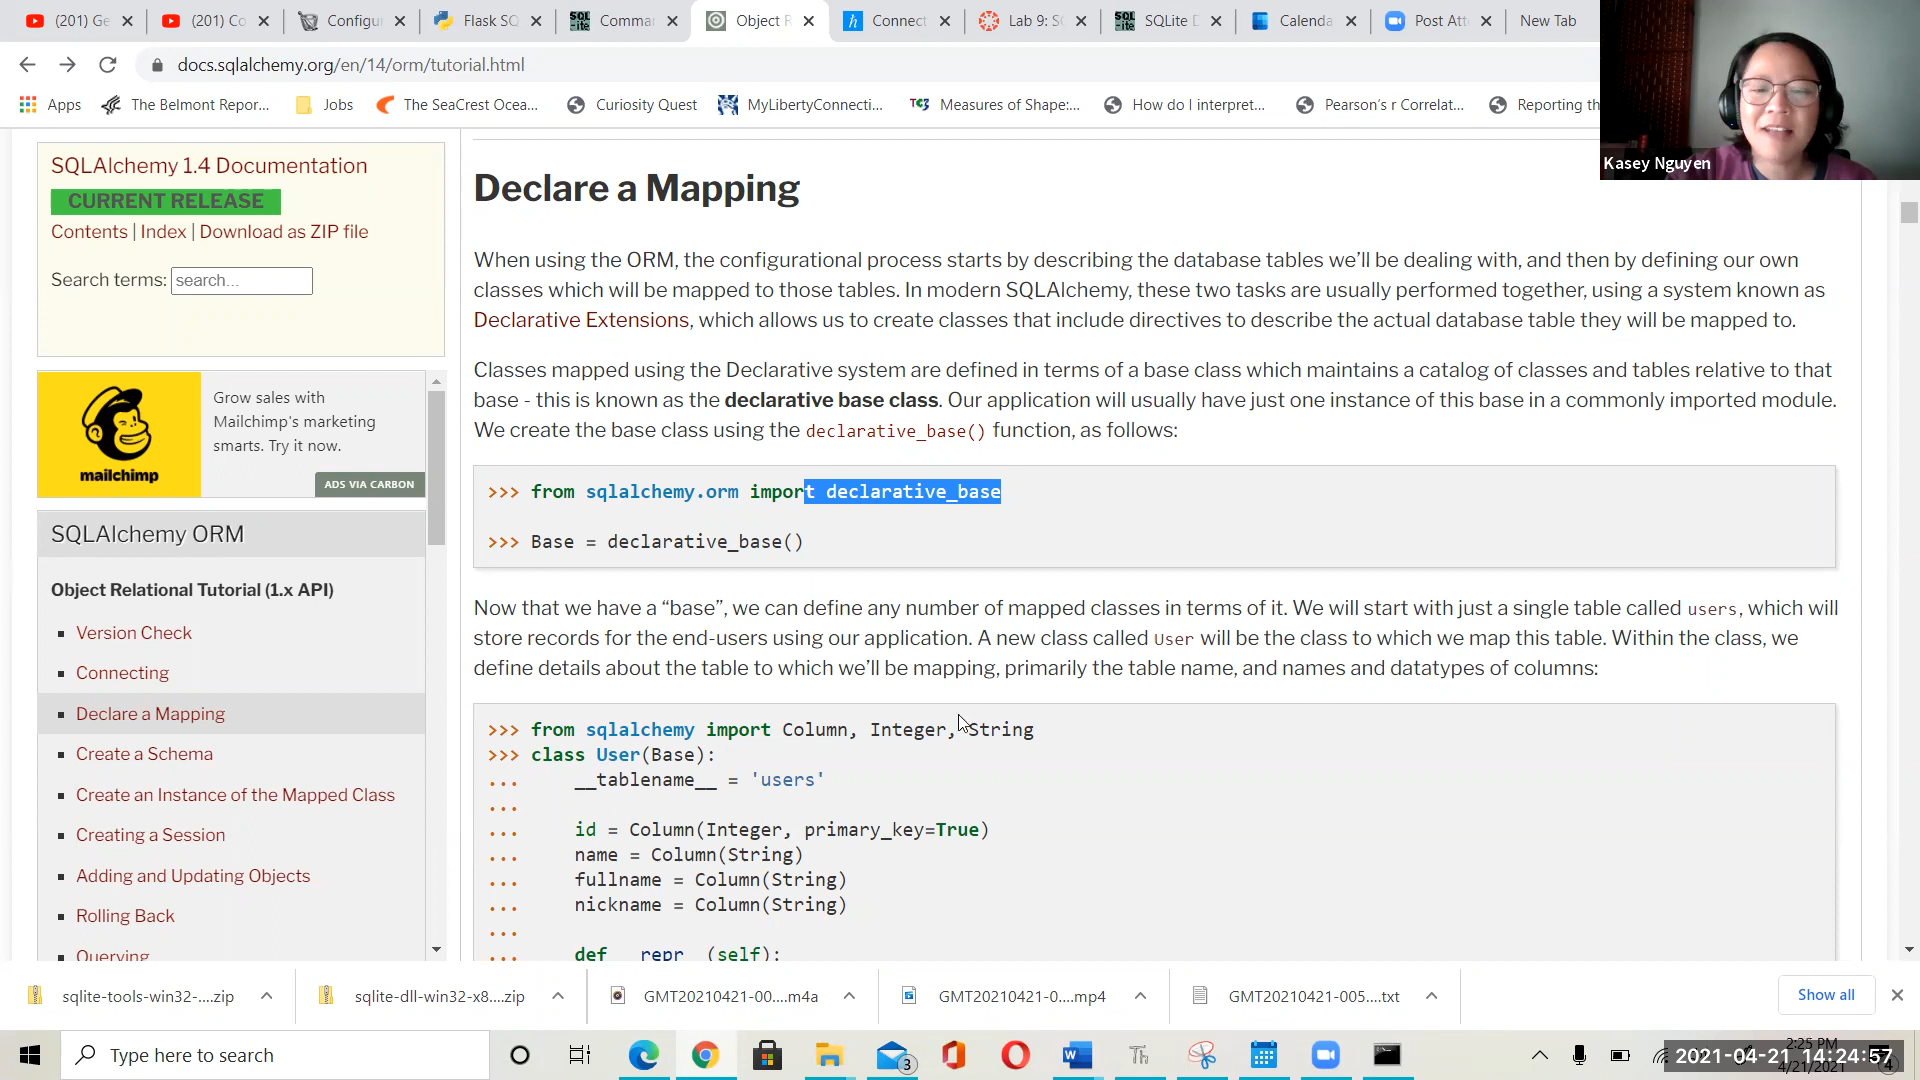 (201) Ge
(201) Co
Configu
Flask SQ
Comman
Object R
Connect
Lab 9: SQ
SQLite D
Calenda
Post Atte
New Tab
docs.sqlalchemy.org/en/14/orm/tutorial.html
Apps
The Belmont Repor...
Jobs
The SeaCrest Ocea...
Curiosity Quest
MyLibertyConnecti...
Measures of Shape:...
How do I interpret...
Pearson's r Correlat...
Reporting th
Kasey Nguyen
SQLAlchemy 1.4 Documentation
CURRENT RELEASE
Contents | Index | Download as ZIP file
Search terms: search...
Grow sales with
Mailchimp's marketing
smarts. Try it now.
mailchimp
ADS VIA CARBON
SQLAlchemy ORM
Object Relational Tutorial (1.x API)
Version Check
Connecting
Declare a Mapping
Create a Schema
Create an Instance of the Mapped Class
Creating a Session
Adding and Updating Objects
Rolling Back
Querying
Declare a Mapping
When using the ORM, the configurational process starts by describing the database tables we'll be dealing with, and then by defining our own
classes which will be mapped to those tables. In modern SQLAlchemy, these two tasks are usually performed together, using a system known as
Declarative Extensions, which allows us to create classes that include directives to describe the actual database table they will be mapped to.
Classes mapped using the Declarative system are defined in terms of a base class which maintains a catalog of classes and tables relative to that
base - this is known as the declarative base class. Our application will usually have just one instance of this base in a commonly imported module.
We create the base class using the declarative_base() function, as follows:
>>> from sqlalchemy.orm import declarative_base
>>> Base = declarative_base()
Now that we have a “base”, we can define any number of mapped classes in terms of it. We will start with just a single table called users, which will
store records for the end-users using our application. A new class called User will be the class to which we map this table. Within the class, we
define details about the table to which we'll be mapping, primarily the table name, and names and datatypes of columns:
>>> from sqlalchemy import Column, Integer, String
>>> class User(Base):
...     __tablename__ = 'users'
...
...     id = Column(Integer, primary_key=True)
...     name = Column(String)
...     fullname = Column(String)
...     nickname = Column(String)
...
...     def __repr__(self):
sqlite-tools-win32-....zip
sqlite-dll-win32-x8....zip
GMT20210421-00....m4a
GMT20210421-0....mp4
GMT20210421-005....txt
Show all
Type here to search
3
2:25 PM
2021-04-21 14:24:57
4/21/2021
4